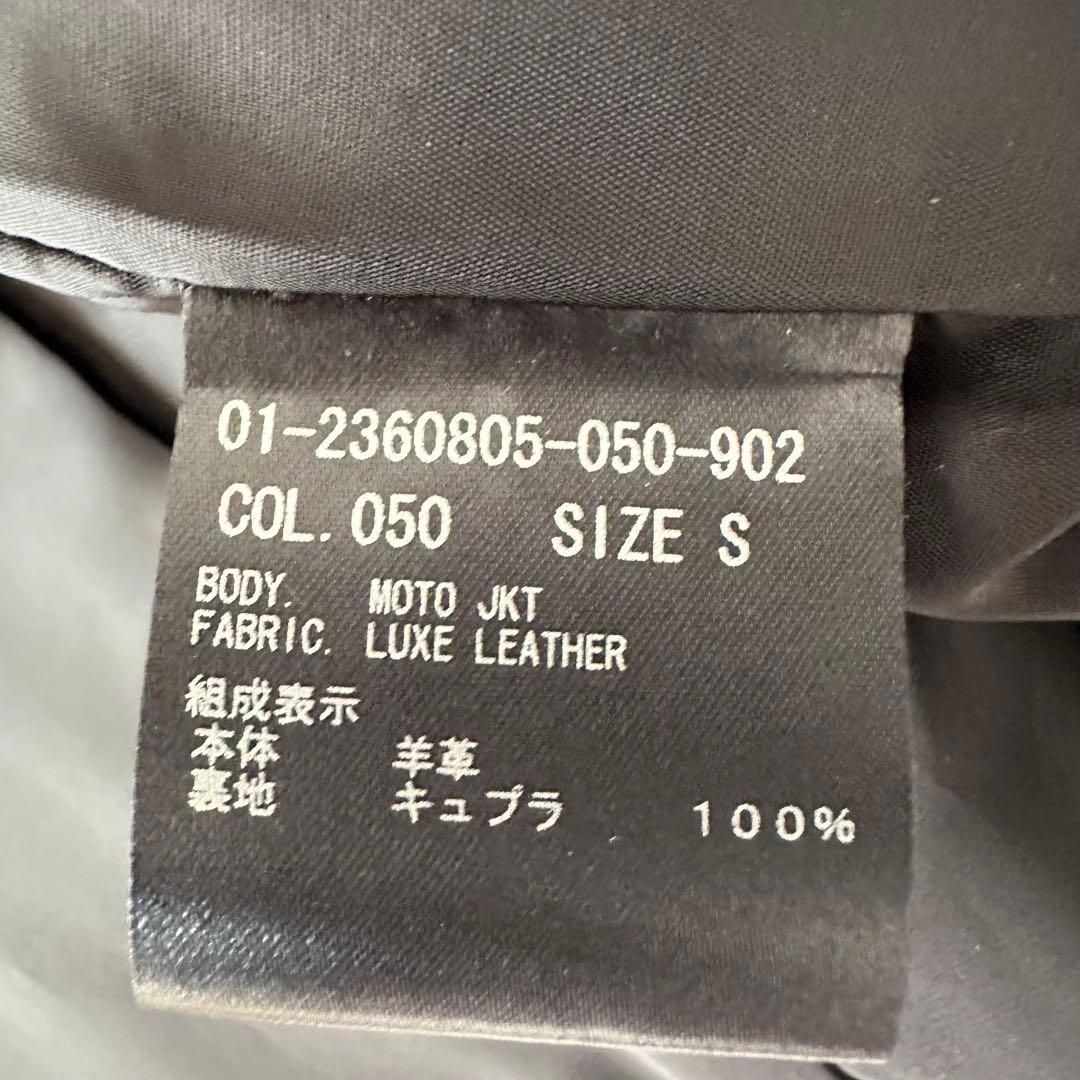 01-2360805-050-902
COL.050 SIZE S
BODY. MOTO JKT
FABRIC. LUXE LEATHER
組成表示
本体 羊革
裏地 キュプラ 100%